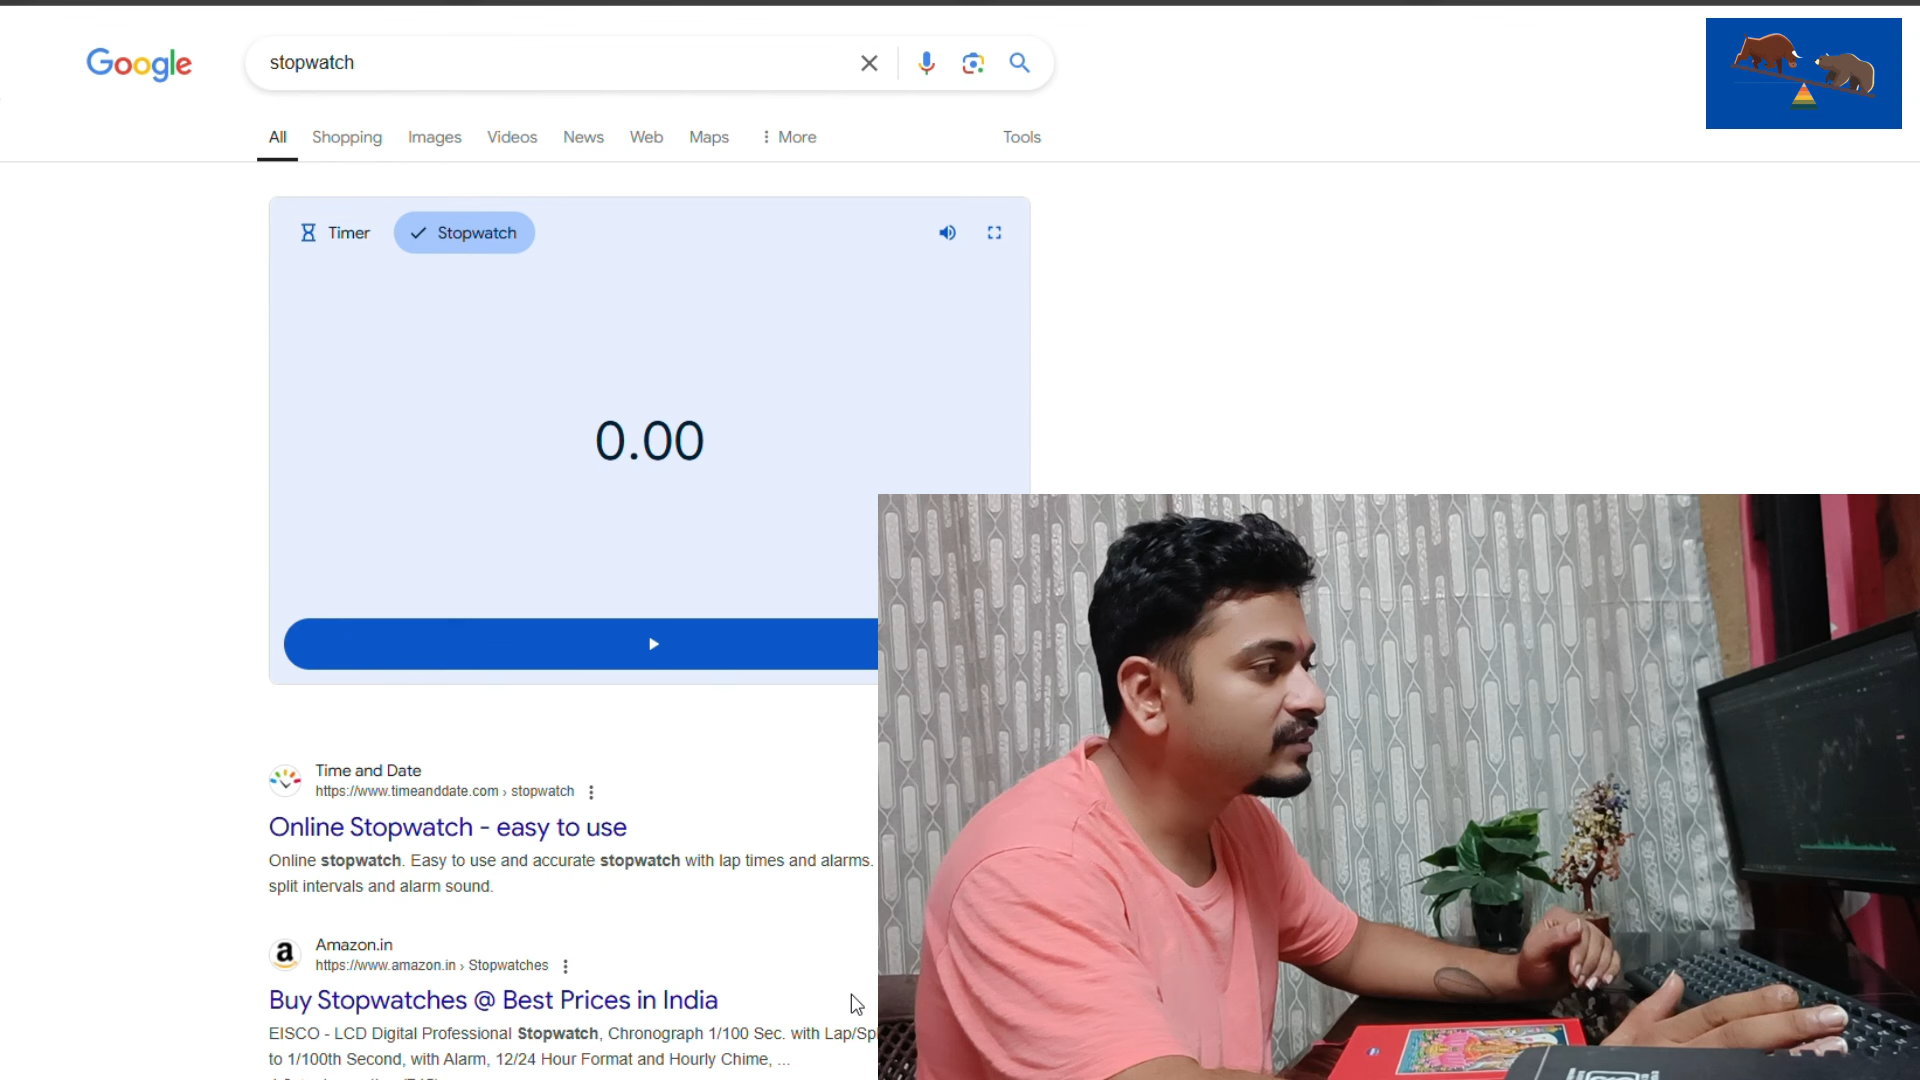 Google
stopwatch
All Shopping Images Videos News Web Maps More Tools
Timer Stopwatch
0.00
Time and Date
https://www.timeanddate.com › stopwatch
Online Stopwatch - easy to use
Online stopwatch. Easy to use and accurate stopwatch with lap times and alarms.
split intervals and alarm sound.
a Amazon.in
https://www.amazon.in › Stopwatches
Buy Stopwatches @ Best Prices in India
EISCO - LCD Digital Professional Stopwatch, Chronograph 1/100 Sec. with Lap/Sp
to 1/100th Second, with Alarm, 12/24 Hour Format and Hourly Chime, ...